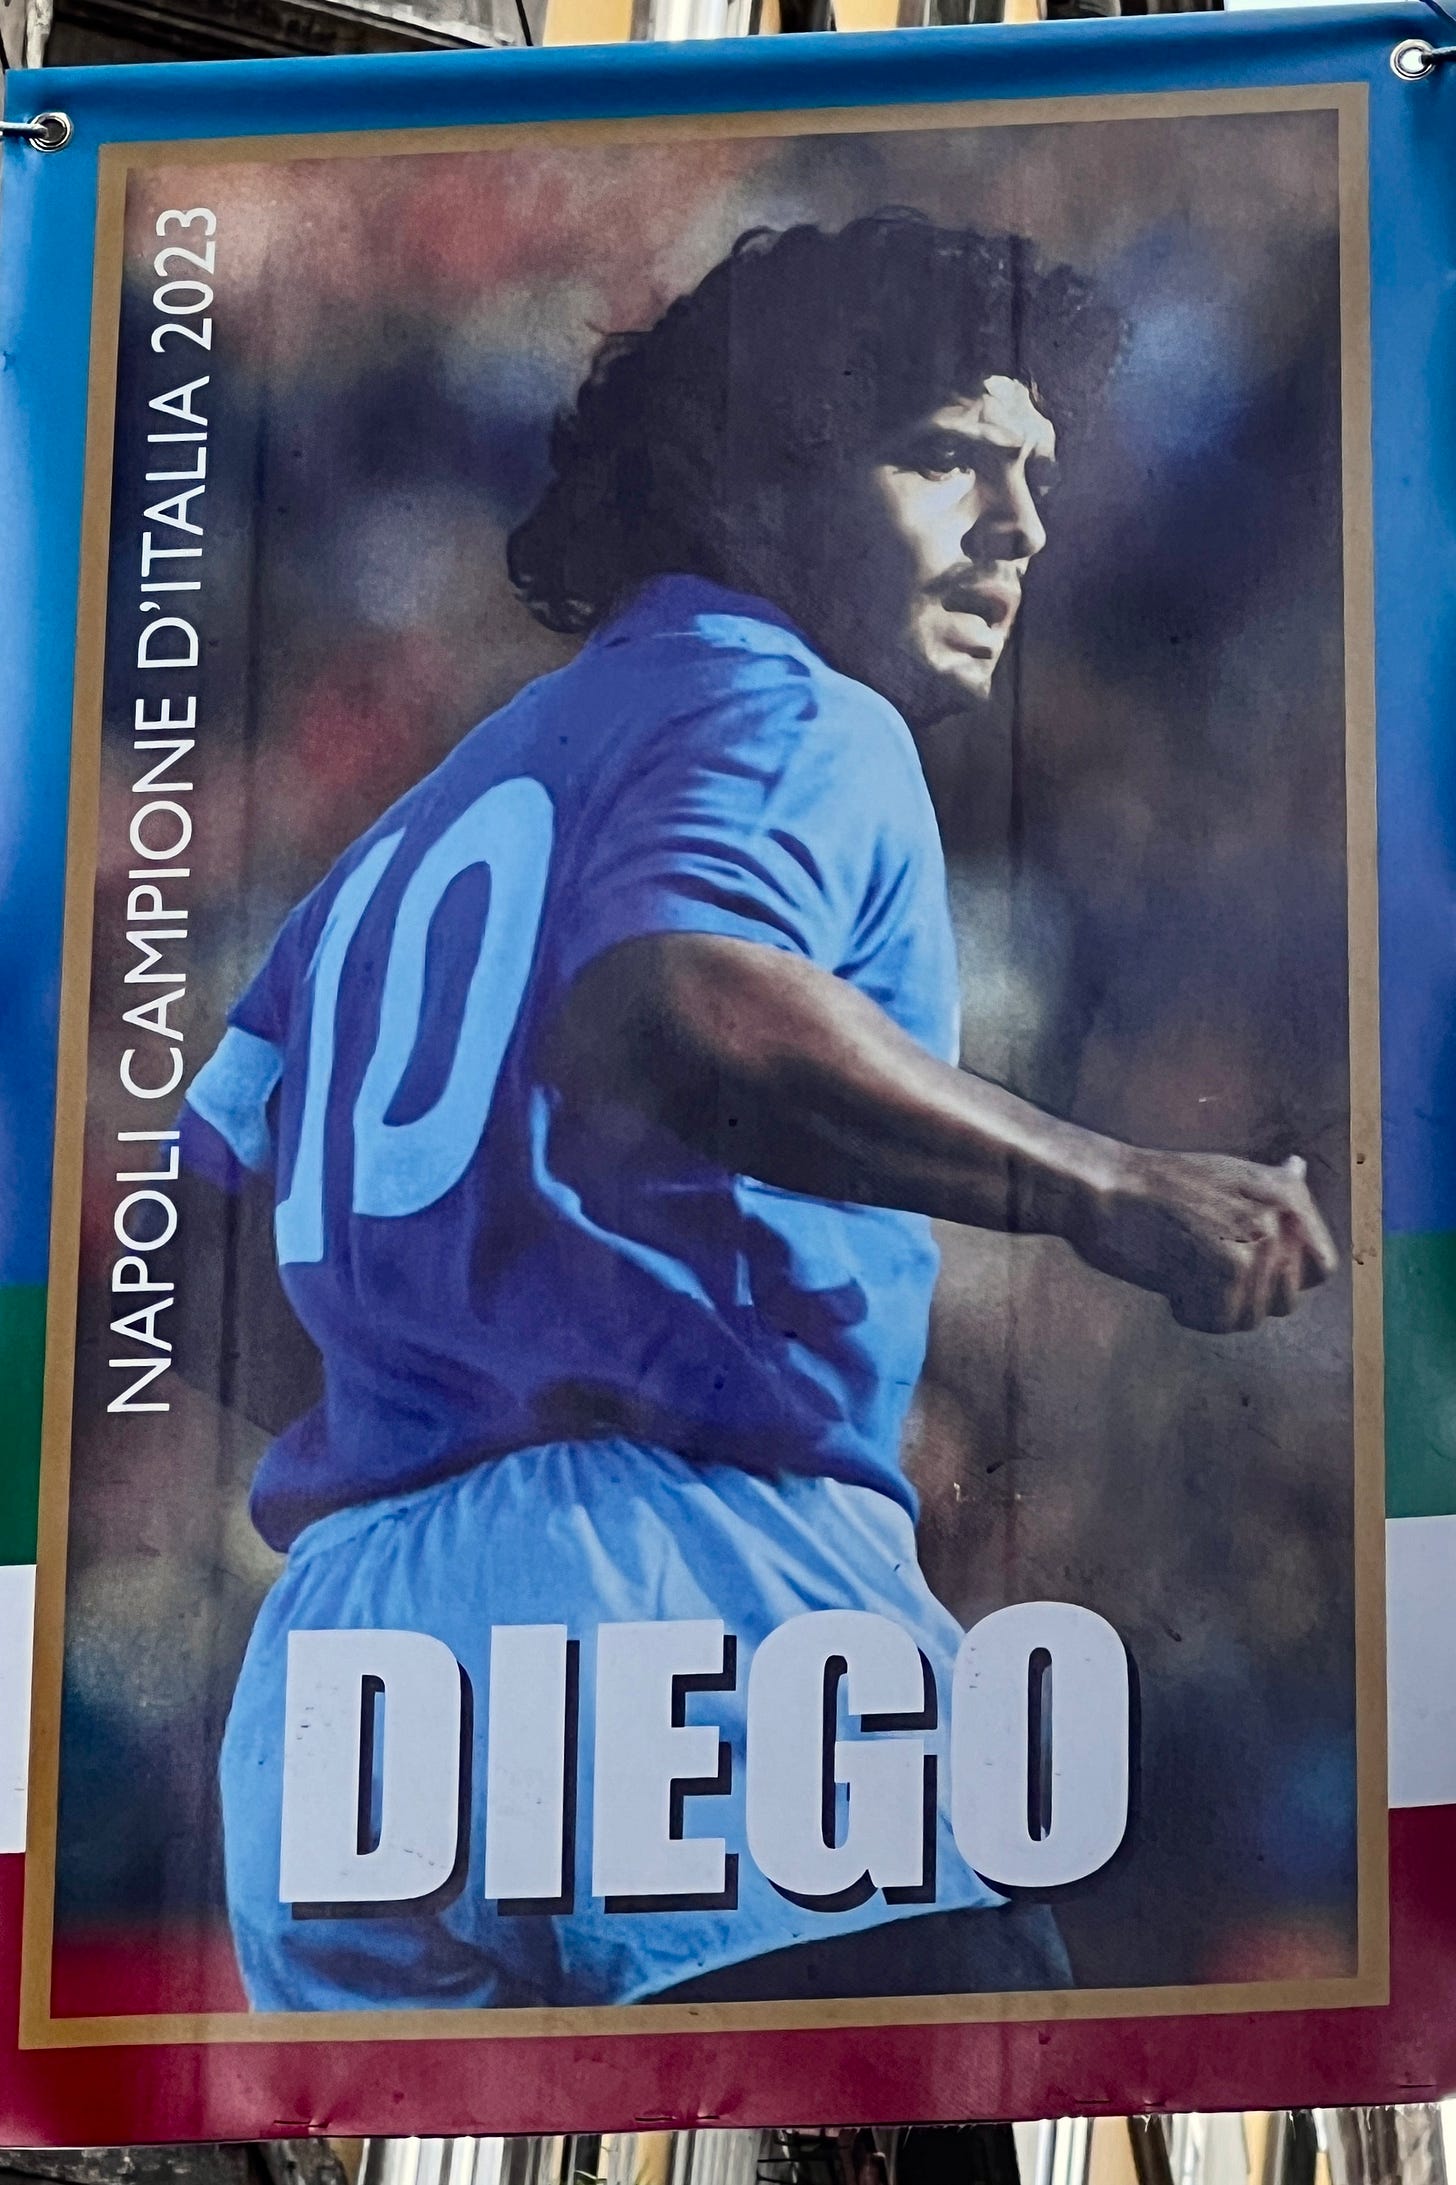 NAPOLI CAMPIONE D'ITALIA 2023
10
DIEGO